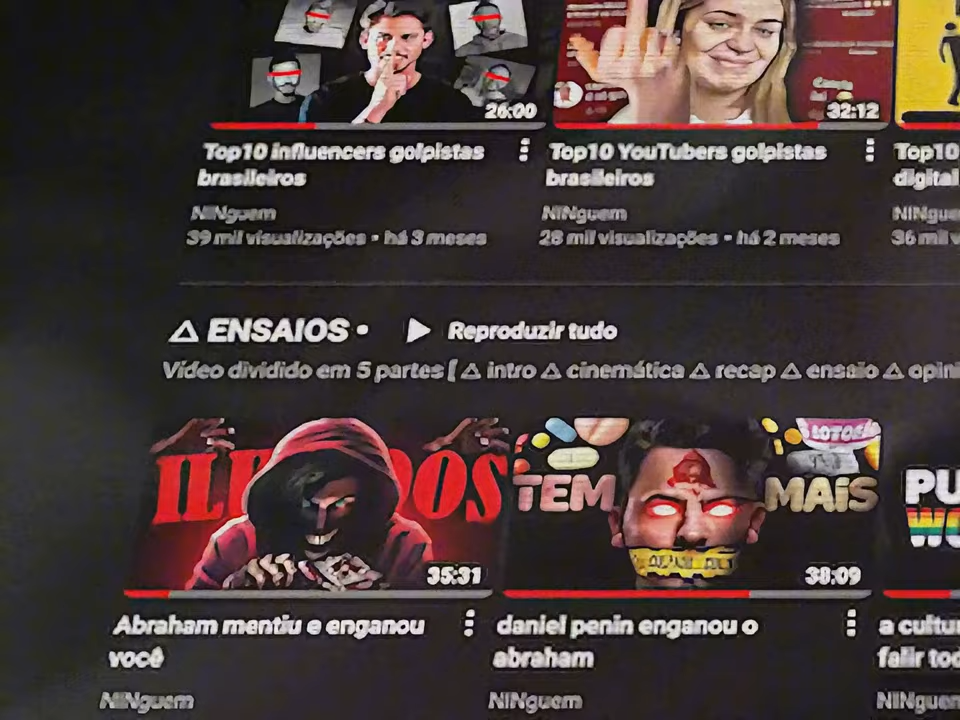 26:00
32:12
Top10 influencers golpistas
brasileiros
NINguem
39 mil visualizações • há 3 meses
Top10 YouTubers golpistas
brasileiros
NINguem
28 mil visualizações • há 2 meses
Top10
digital
NINgue
36 mil v
△ ENSAIOS •
Reproduzir tudo
Vídeo dividido em 5 partes [ △ intro △ cinemática △ recap △ ensaio △ opini
35:31
TEM MAiS
38:09
PU
WO
Abraham mentiu e enganou
você
NINguem
daniel penin enganou o
abraham
NINguem
a cultur
falir tod
NINguem